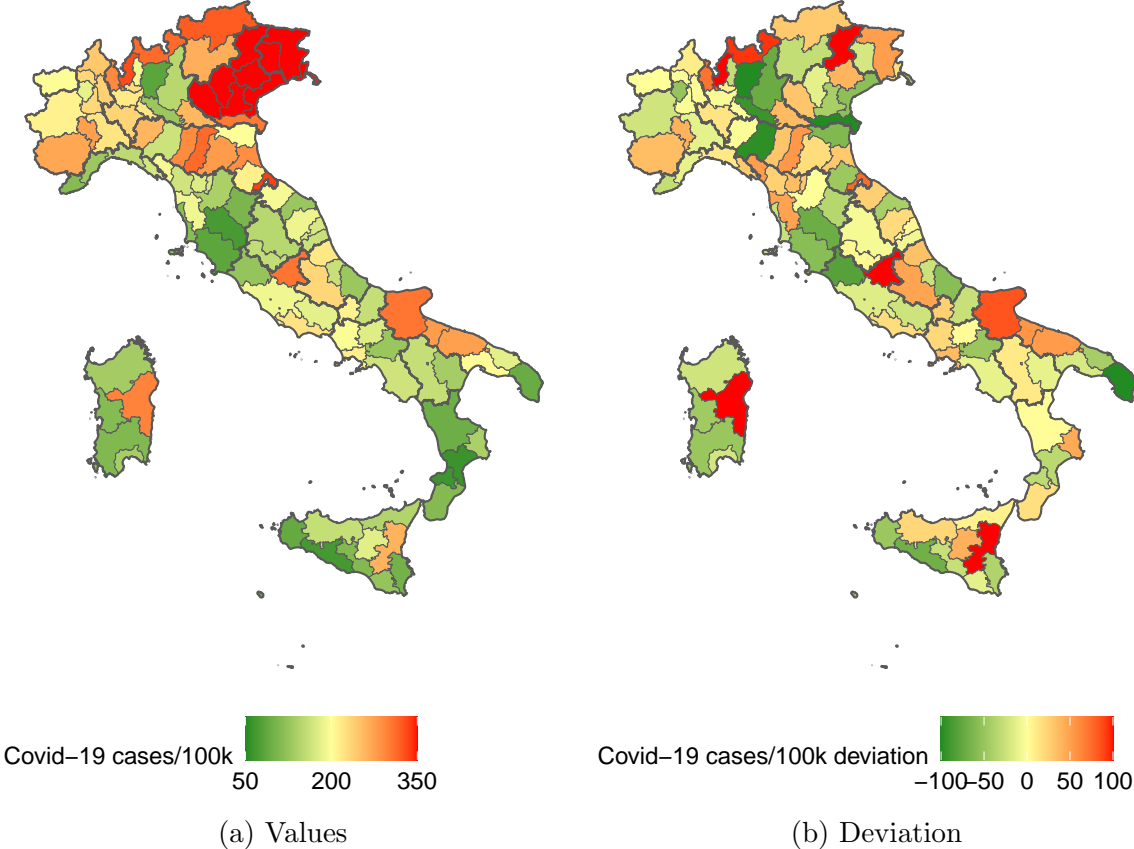 Covid−19 cases/100k
50 200 350
Covid−19 cases/100k deviation
−100−50 0 50 100
(a) Values
(b) Deviation